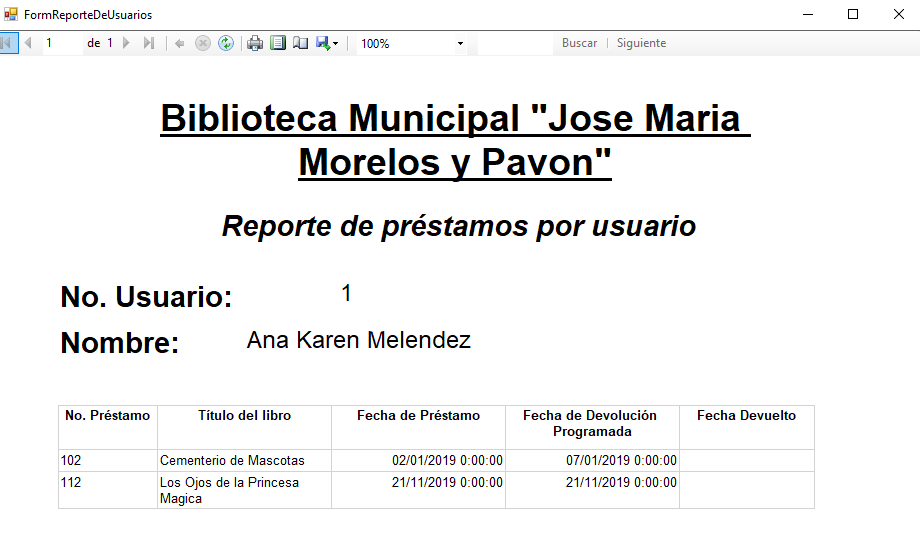 FormReporteDeUsuarios
1 de 1 100% Buscar | Siguiente
Biblioteca Municipal "Jose Maria
Morelos y Pavon"
Reporte de préstamos por usuario
No. Usuario: 1
Nombre: Ana Karen Melendez
No. Préstamo Título del libro Fecha de Préstamo Fecha de Devolución Fecha Devuelto
Programada
102 Cementerio de Mascotas 02/01/2019 0:00:00 07/01/2019 0:00:00
112 Los Ojos de la Princesa 21/11/2019 0:00:00 21/11/2019 0:00:00
Magica